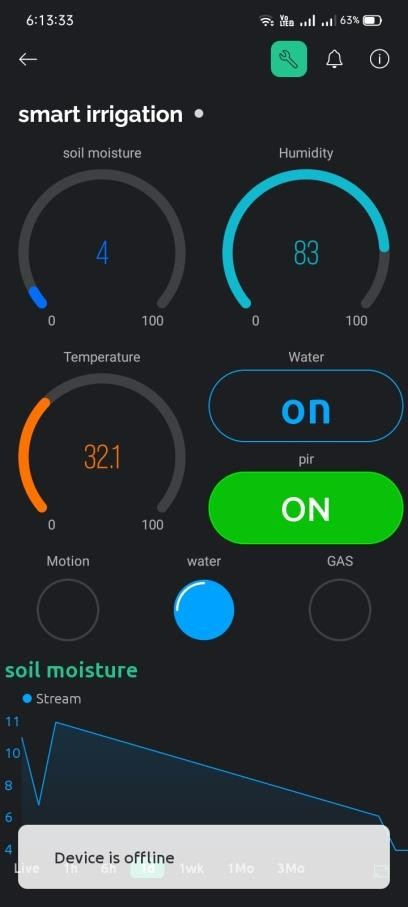 6:13:33 Vo LTE2 63%
smart irrigation
soil moisture Humidity
4 83
0 100 0 100
Temperature Water
32.1 on
pir
0 100 ON
Motion water GAS
soil moisture
Stream
11
10
8
6
4
Device is offline
Live 1h 6h 1d 1wk 1Mo 3Mo